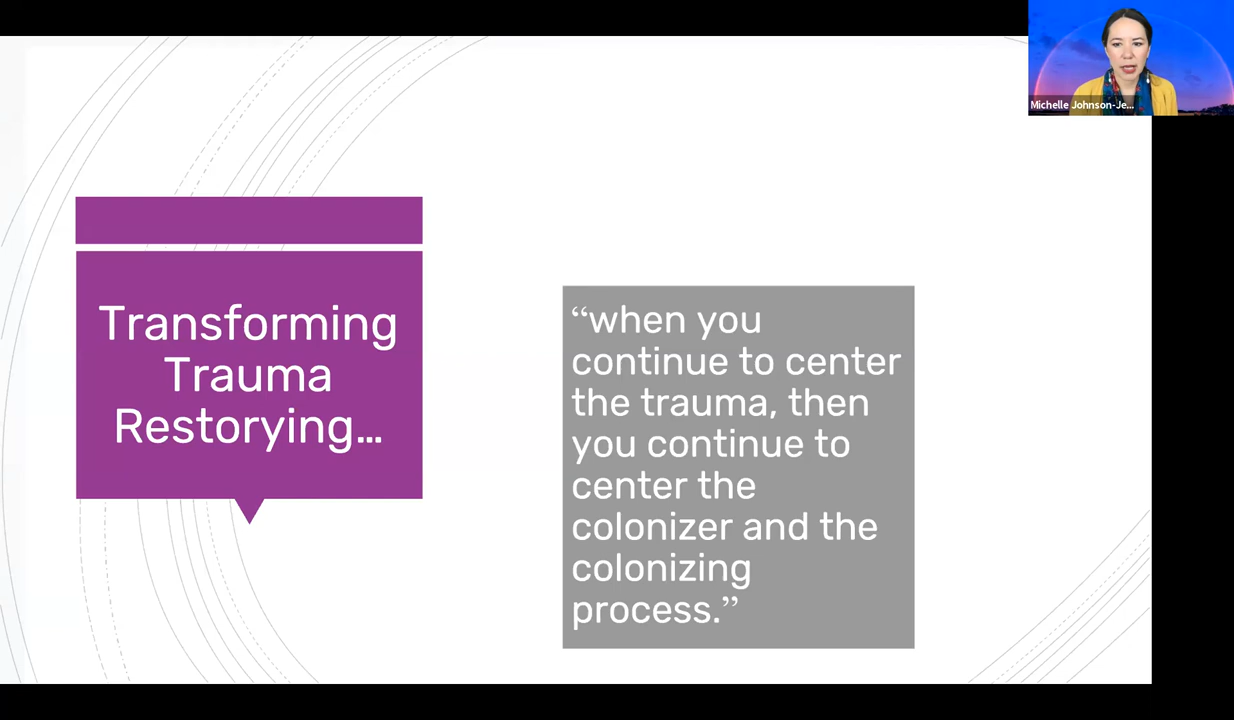 Michelle Johnson-Je...
Transforming
Trauma
Restorying...
“when you
continue to center
the trauma, then
you continue to
center the
colonizer and the
colonizing
process.”